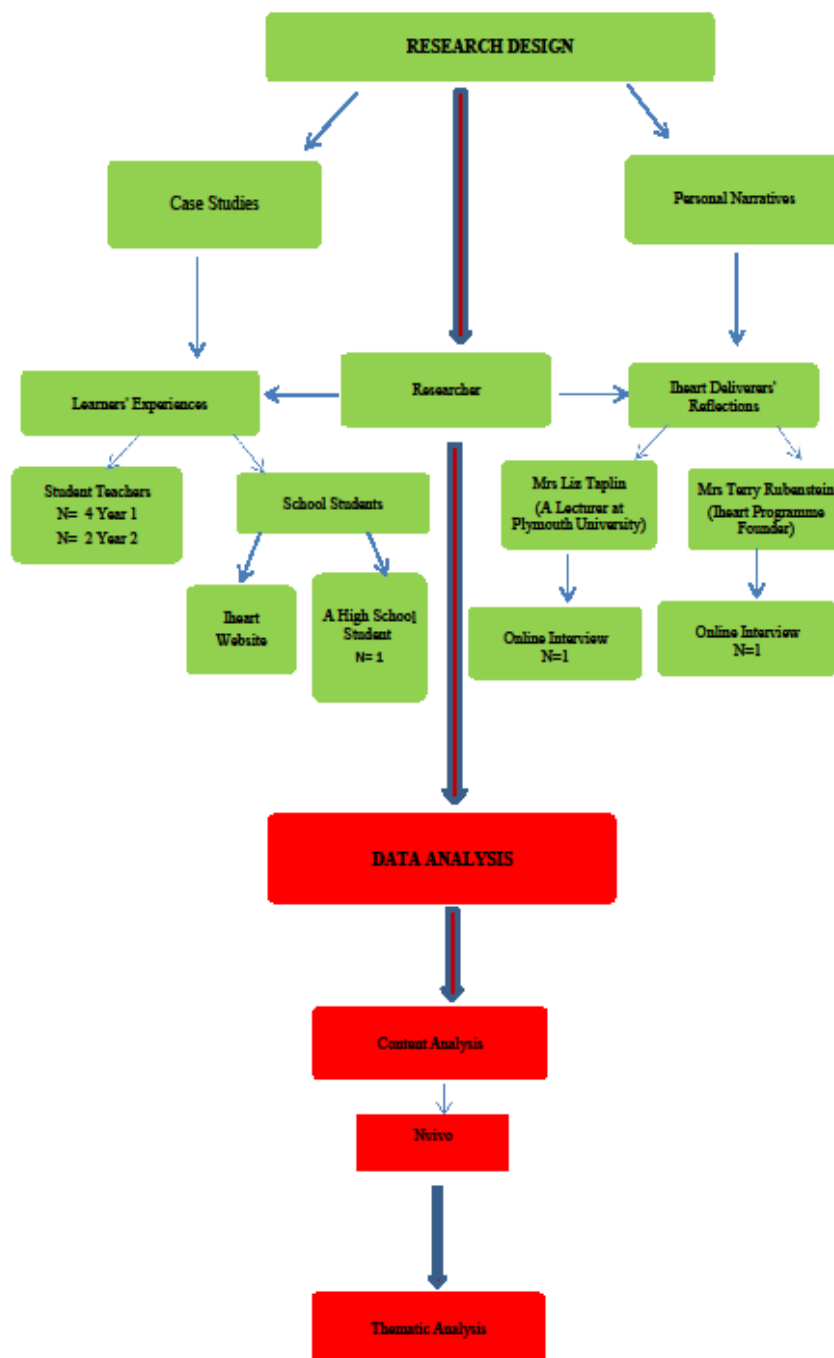 RESEARCH DESIGN
Case Studies
Personal Narratives
Researcher
Learners' Experiences
Iheart Deliverers'
Reflections
Student Teachers
N= 4 Year 1
N= 2 Year 2
School Students
Mrs Liz Taplin
(A Lecturer at
Plymouth University)
Mrs Terry Rubenstein
(Iheart Programme
Founder)
Iheart
Website
A High School
Student
N= 1
Online Interview
N=1
Online Interview
N=1
DATA ANALYSIS
Content Analysis
Nvivo
Thematic Analysis